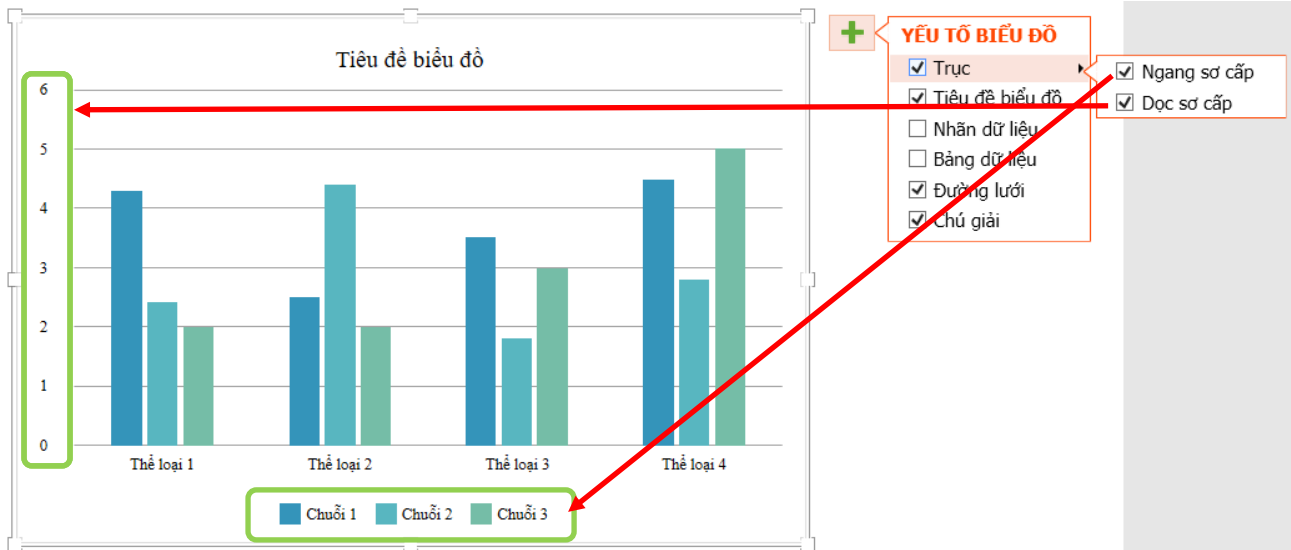 Tiêu đề biểu đồ
6
5
4
3
2
1
0
Thể loại 1 Thể loại 2 Thể loại 3 Thể loại 4
Chuỗi 1 Chuỗi 2 Chuỗi 3
YẾU TỐ BIỂU ĐỒ
Trục
Tiêu đề biểu đồ
Nhãn dữ liệu
Bảng dữ liệu
Đường lưới
Chú giải
Ngang sơ cấp
Dọc sơ cấp